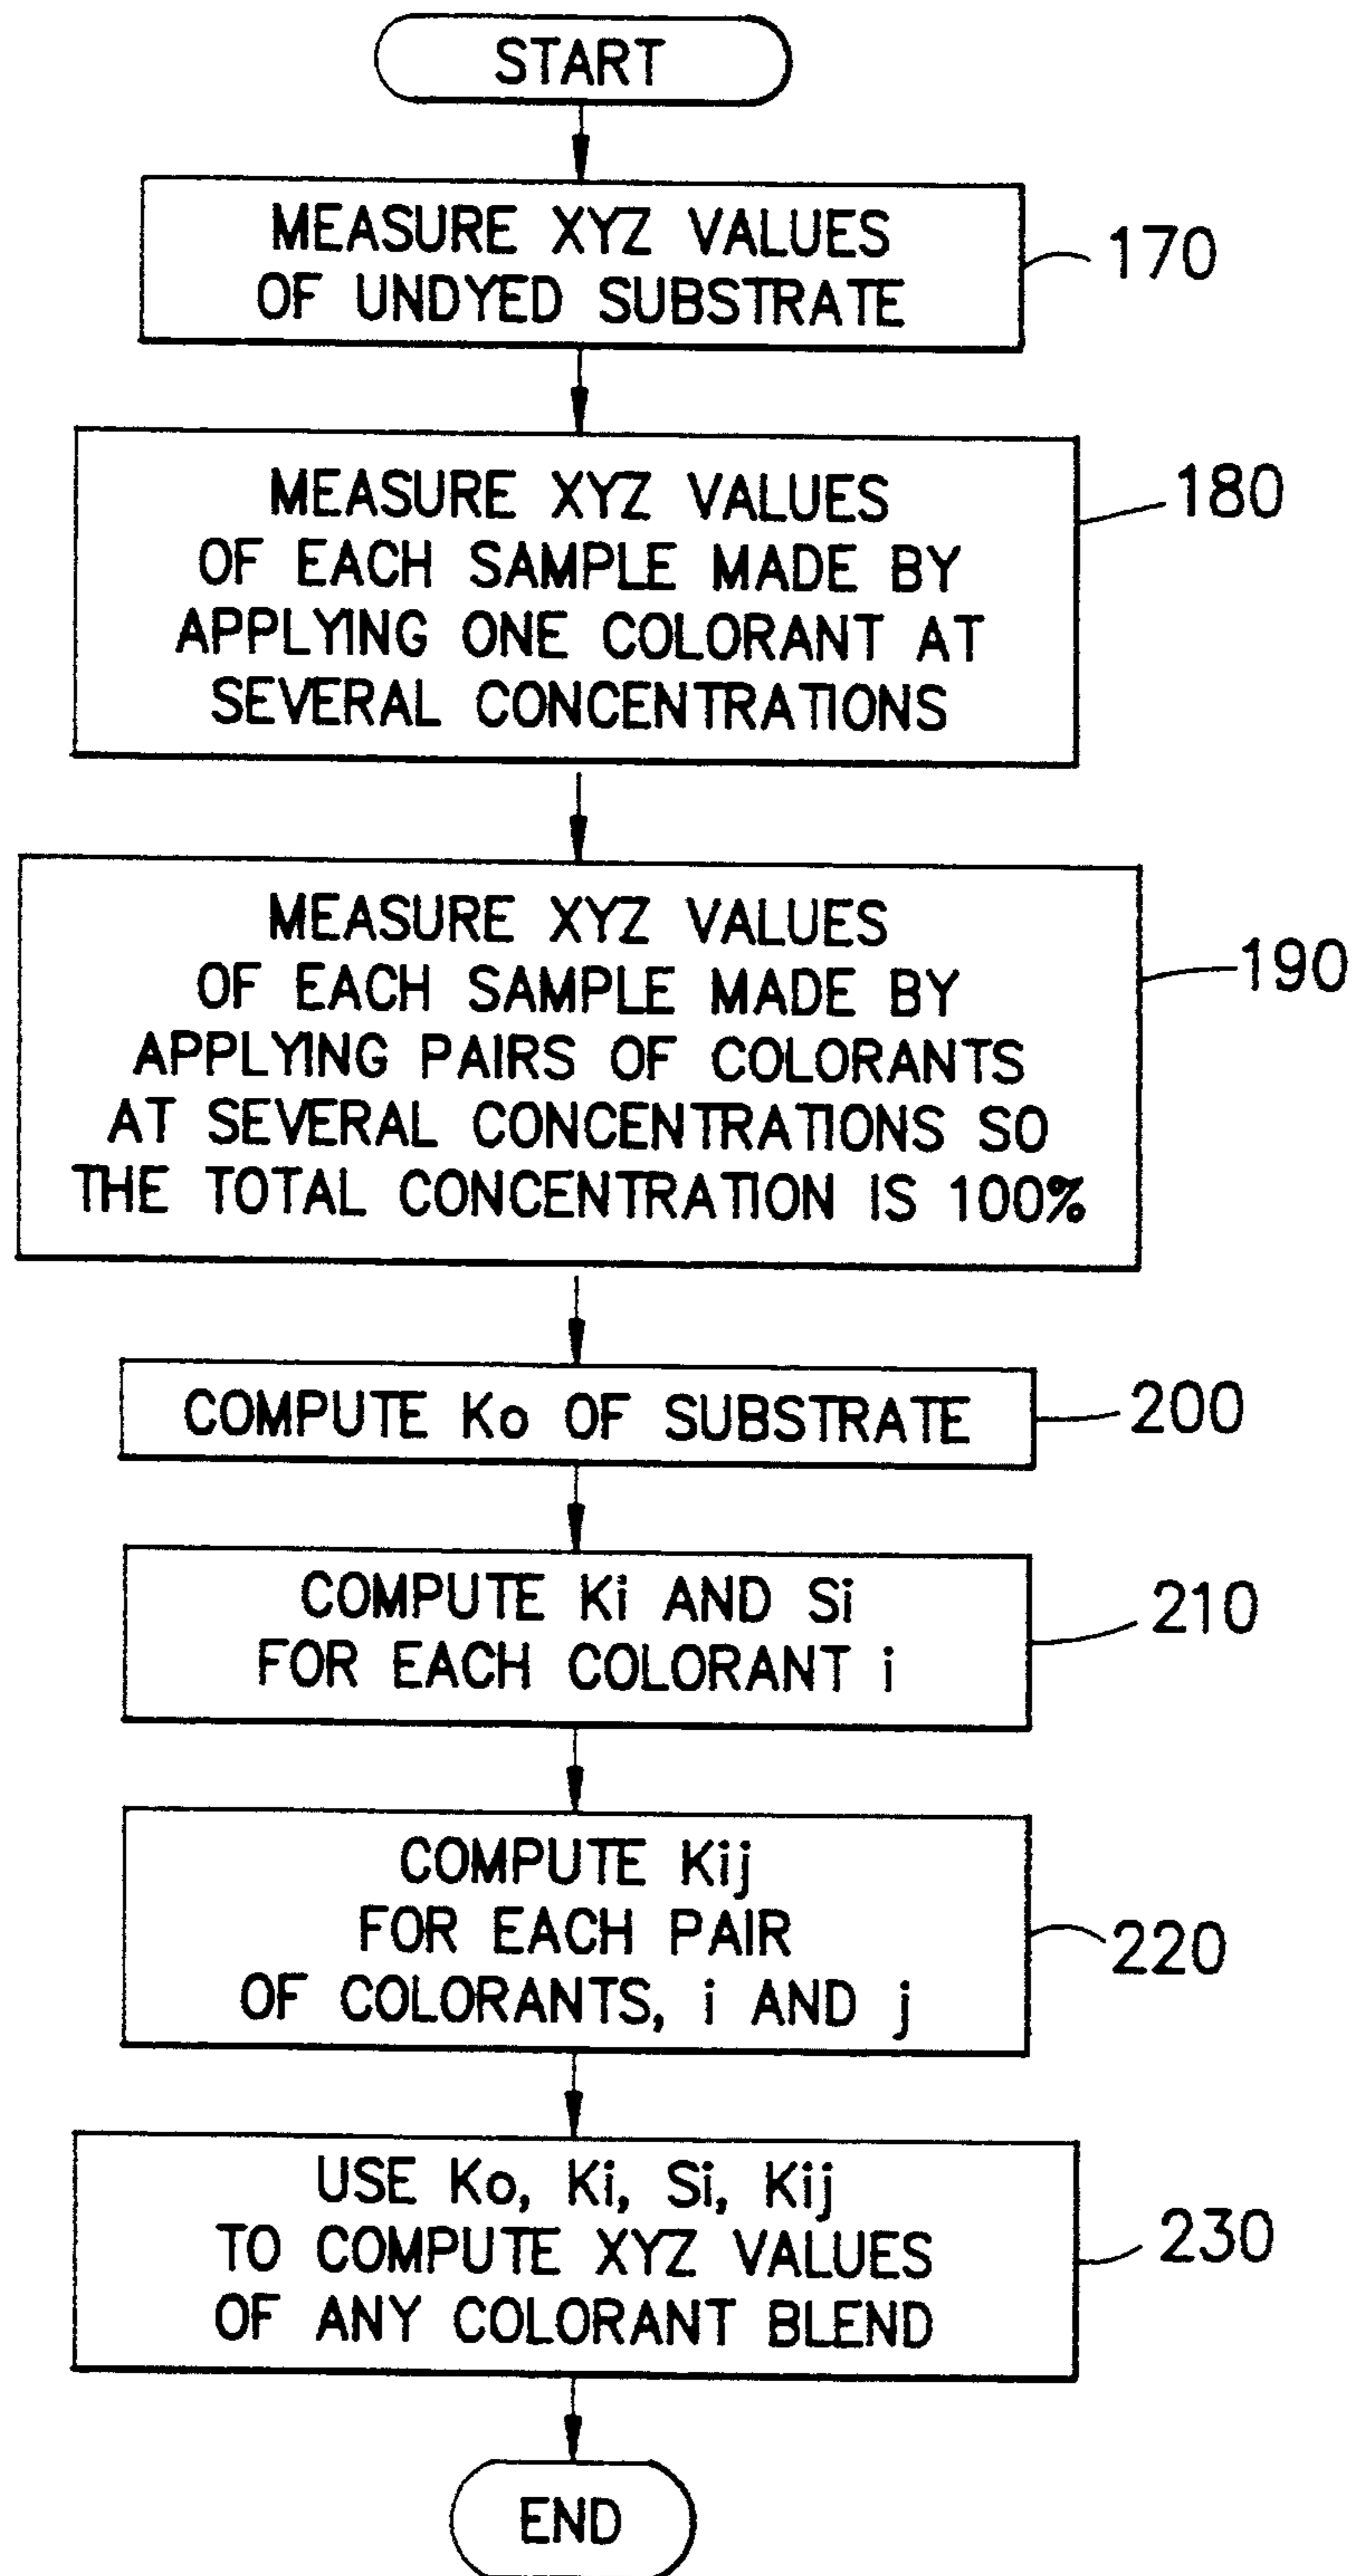 START
MEASURE XYZ VALUES
OF UNDYED SUBSTRATE
170
MEASURE XYZ VALUES
OF EACH SAMPLE MADE BY
APPLYING ONE COLORANT AT
SEVERAL CONCENTRATIONS
180
MEASURE XYZ VALUES
OF EACH SAMPLE MADE BY
APPLYING PAIRS OF COLORANTS
AT SEVERAL CONCENTRATIONS SO
THE TOTAL CONCENTRATION IS 100%
190
COMPUTE Ko OF SUBSTRATE
200
COMPUTE Ki AND Si
FOR EACH COLORANT i
210
COMPUTE Kij
FOR EACH PAIR
OF COLORANTS, i AND j
220
USE Ko, Ki, Si, Kij
TO COMPUTE XYZ VALUES
OF ANY COLORANT BLEND
230
END